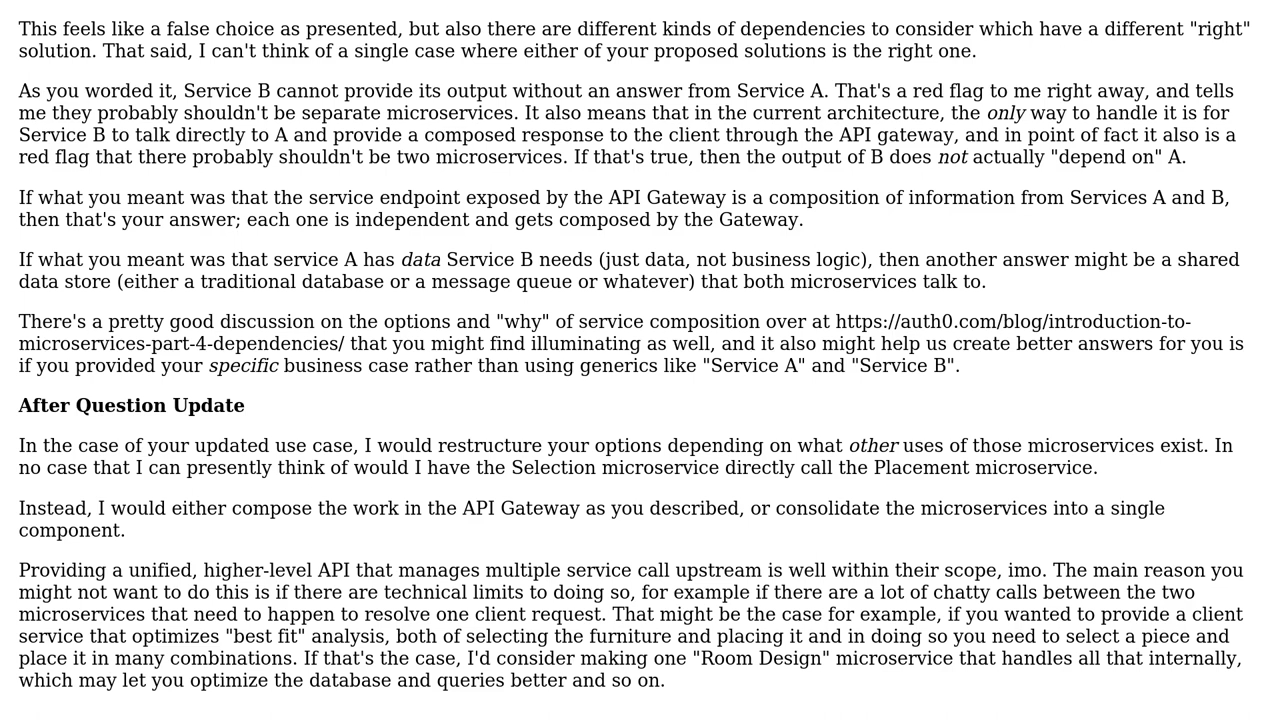 This feels like a false choice as presented, but also there are different kinds of dependencies to consider which have a different "right"
solution. That said, I can't think of a single case where either of your proposed solutions is the right one.
As you worded it, Service B cannot provide its output without an answer from Service A. That's a red flag to me right away, and tells
me they probably shouldn't be separate microservices. It also means that in the current architecture, the only way to handle it is for
Service B to talk directly to A and provide a composed response to the client through the API gateway, and in point of fact it also is a
red flag that there probably shouldn't be two microservices. If that's true, then the output of B does not actually "depend on" A.
If what you meant was that the service endpoint exposed by the API Gateway is a composition of information from Services A and B,
then that's your answer; each one is independent and gets composed by the Gateway.
If what you meant was that service A has data Service B needs (just data, not business logic), then another answer might be a shared
data store (either a traditional database or a message queue or whatever) that both microservices talk to.
There's a pretty good discussion on the options and "why" of service composition over at https://auth0.com/blog/introduction-to-
microservices-part-4-dependencies/ that you might find illuminating as well, and it also might help us create better answers for you is
if you provided your specific business case rather than using generics like "Service A" and "Service B".
After Question Update
In the case of your updated use case, I would restructure your options depending on what other uses of those microservices exist. In
no case that I can presently think of would I have the Selection microservice directly call the Placement microservice.
Instead, I would either compose the work in the API Gateway as you described, or consolidate the microservices into a single
component.
Providing a unified, higher-level API that manages multiple service call upstream is well within their scope, imo. The main reason you
might not want to do this is if there are technical limits to doing so, for example if there are a lot of chatty calls between the two
microservices that need to happen to resolve one client request. That might be the case for example, if you wanted to provide a client
service that optimizes "best fit" analysis, both of selecting the furniture and placing it and in doing so you need to select a piece and
place it in many combinations. If that's the case, I'd consider making one "Room Design" microservice that handles all that internally,
which may let you optimize the database and queries better and so on.